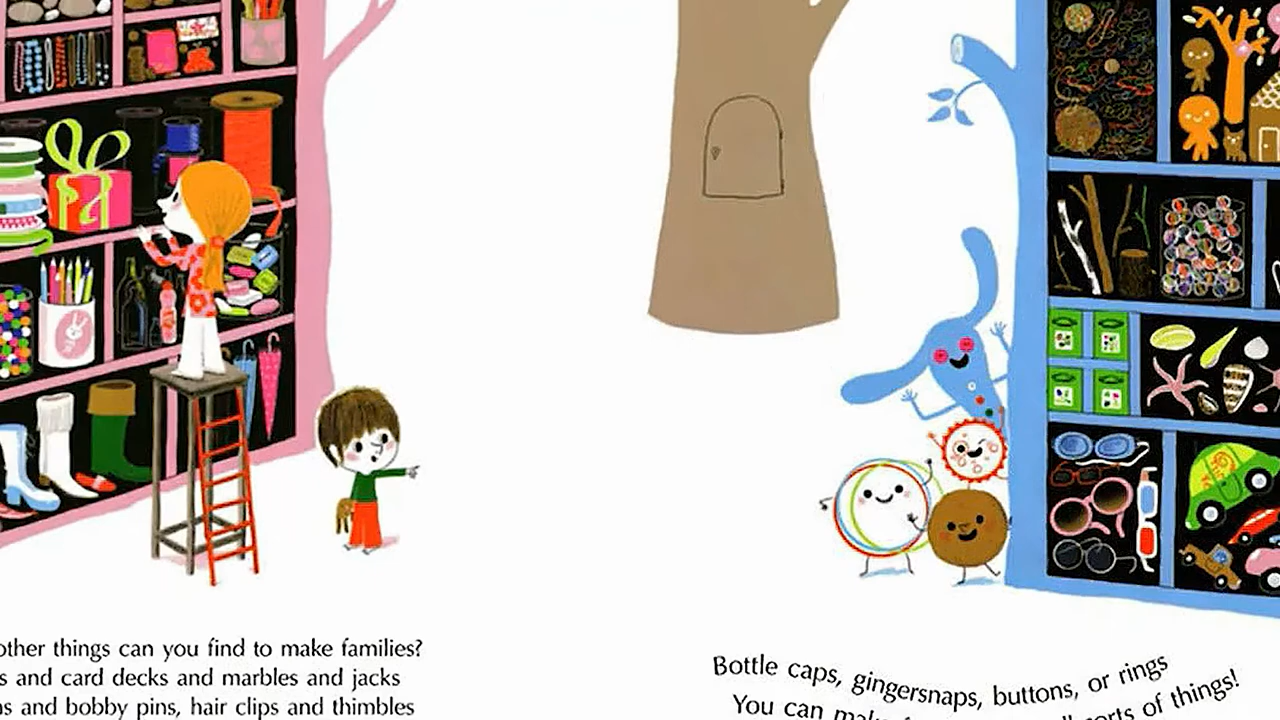 other things can you find to make families?
s and card decks and marbles and jacks
s and bobby pins, hair clips and thimbles
Bottle caps, gingersnaps, buttons, or rings
You can make sorts of things!